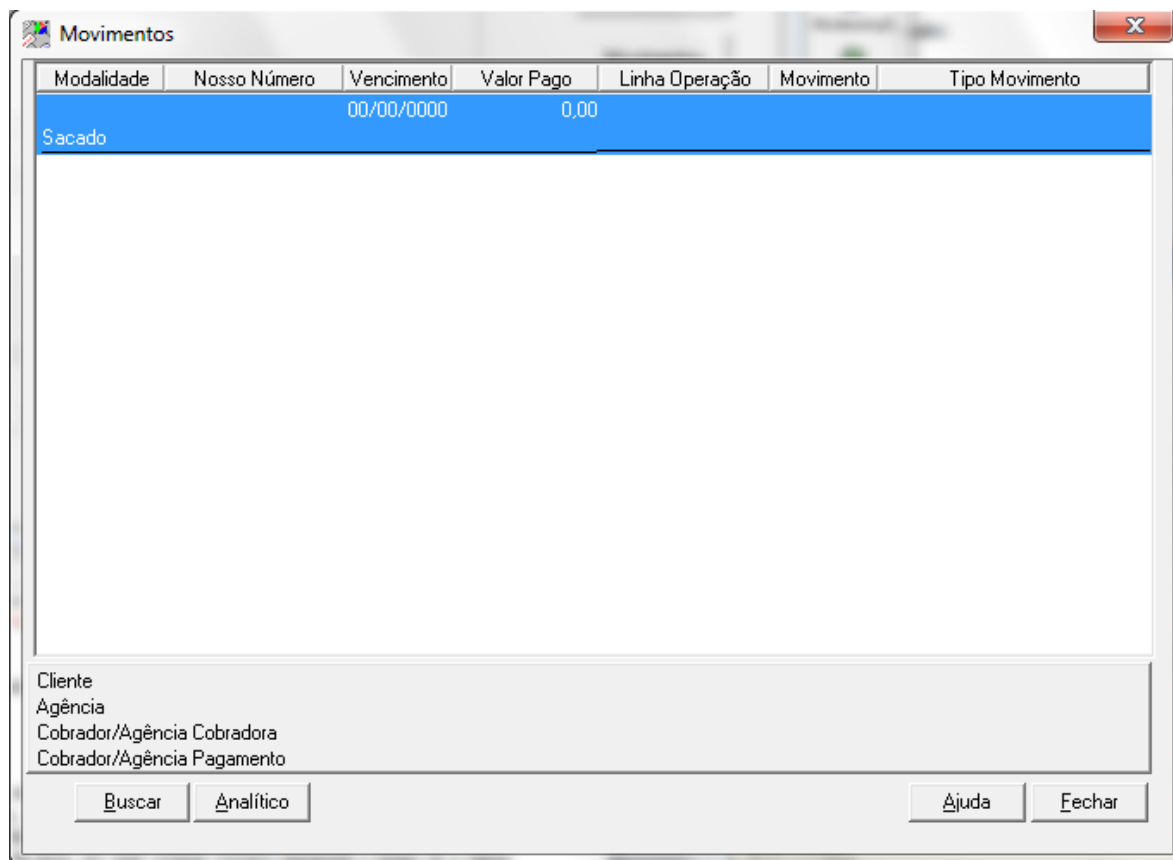 Movimentos
Modalidade Nosso Número Vencimento Valor Pago Linha Operação Movimento Tipo Movimento
00/00/0000 0,00
Sacado
Cliente
Agência
Cobrador/Agência Cobradora
Cobrador/Agência Pagamento
Buscar Analítico Ajuda Fechar